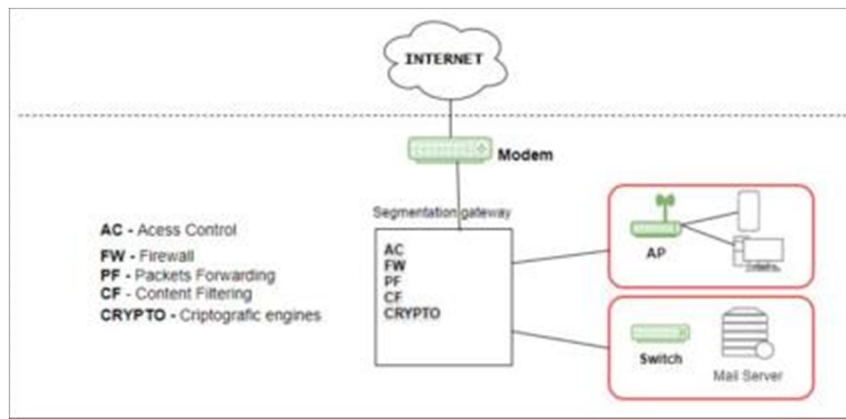 INTERNET
Modem
Segmentation gateway
AC - Acess Control
FW - Firewall
PF - Packets Forwarding
CF - Content Filtering
CRYPTO - Criptografic engines
AC
FW
PF
CF
CRYPTO
AP
Switch
Mail Server